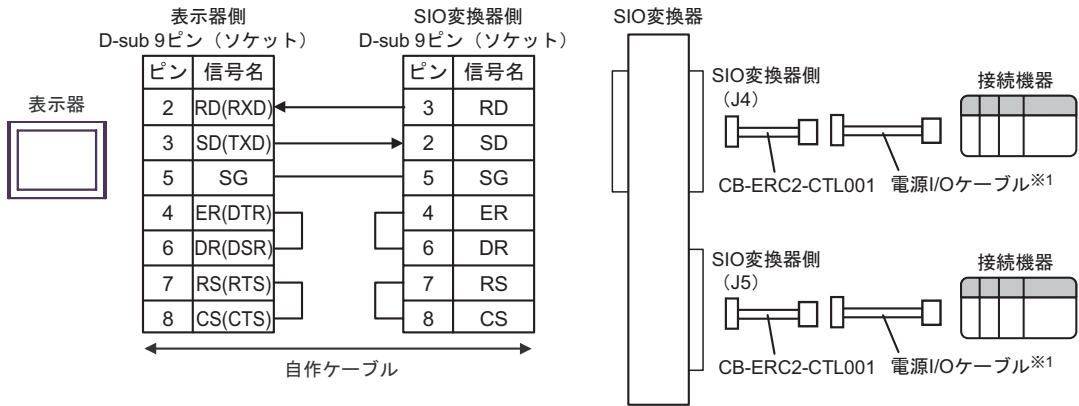 表示器側
D-sub 9ピン（ソケット）
SIO変換器側
D-sub 9ピン（ソケット）
表示器
ピン 信号名
2 RD(RXD)
3 SD(TXD)
5 SG
4 ER(DTR)
6 DR(DSR)
7 RS(RTS)
8 CS(CTS)
ピン 信号名
3 RD
2 SD
5 SG
4 ER
6 DR
7 RS
8 CS
自作ケーブル
SIO変換器
SIO変換器側
（J4）
接続機器
CB-ERC2-CTL001 電源I/Oケーブル※1
SIO変換器側
（J5）
接続機器
CB-ERC2-CTL001 電源I/Oケーブル※1